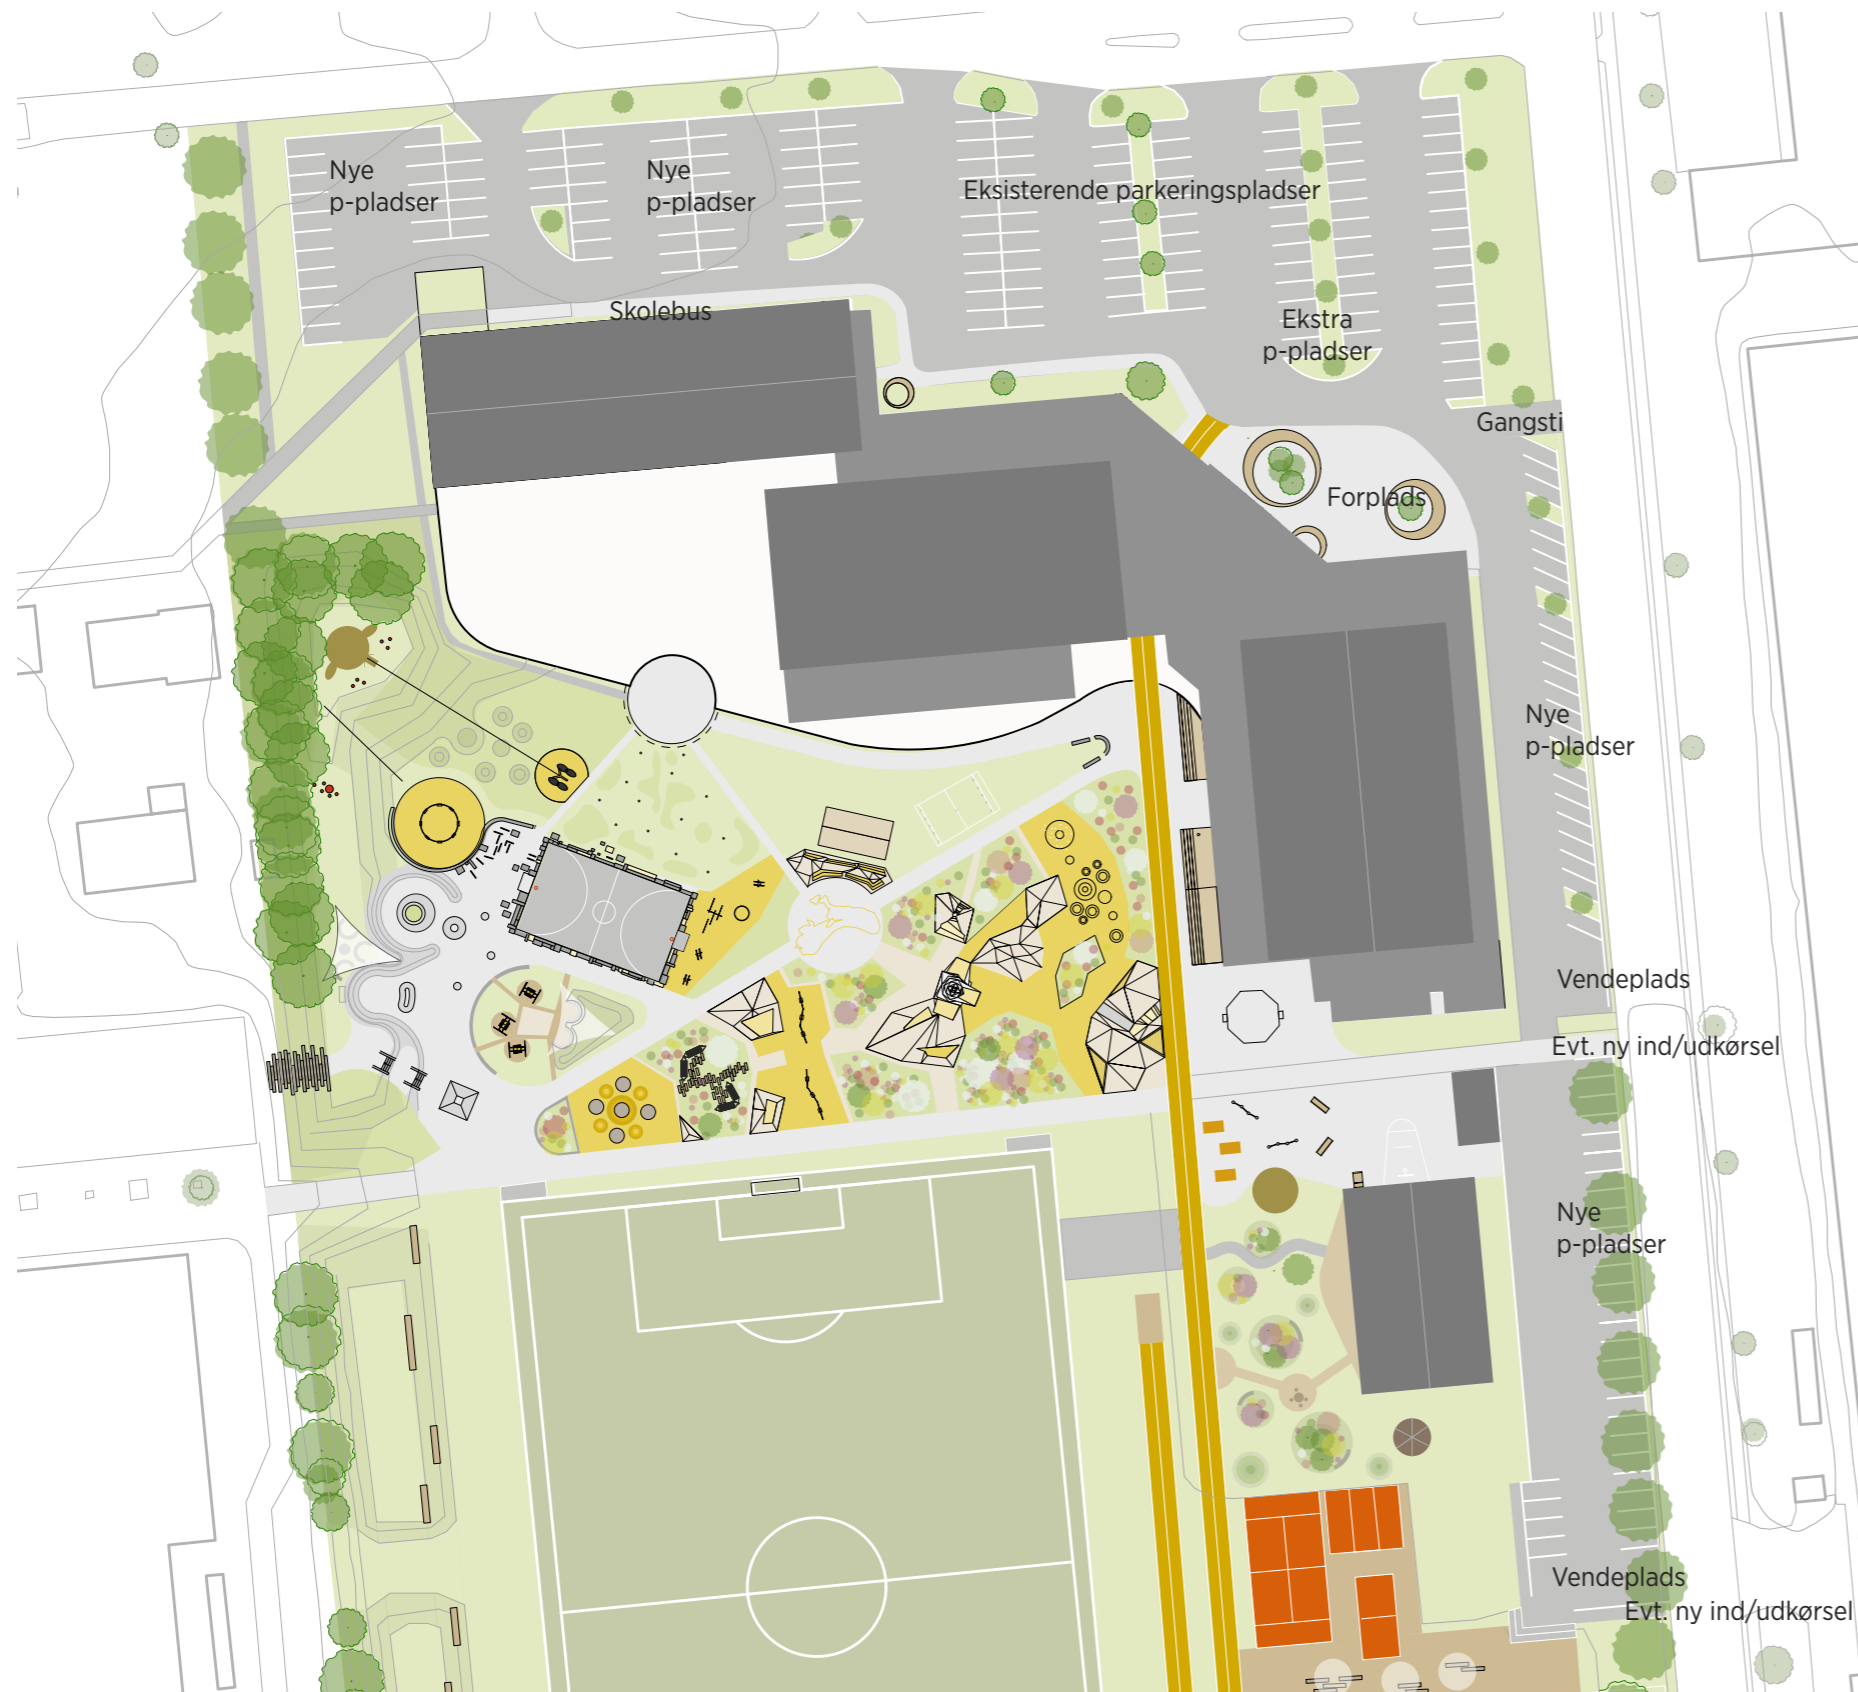 Nye
p-pladser
Nye
p-pladser
Eksisterende parkeringspladser
Skolebus
Ekstra
p-pladser
Gangsti
Forplads
Nye
p-pladser
Vendeplads
Evt. ny ind/udkørsel
Nye
p-pladser
Vendeplads
Evt. ny ind/udkørsel